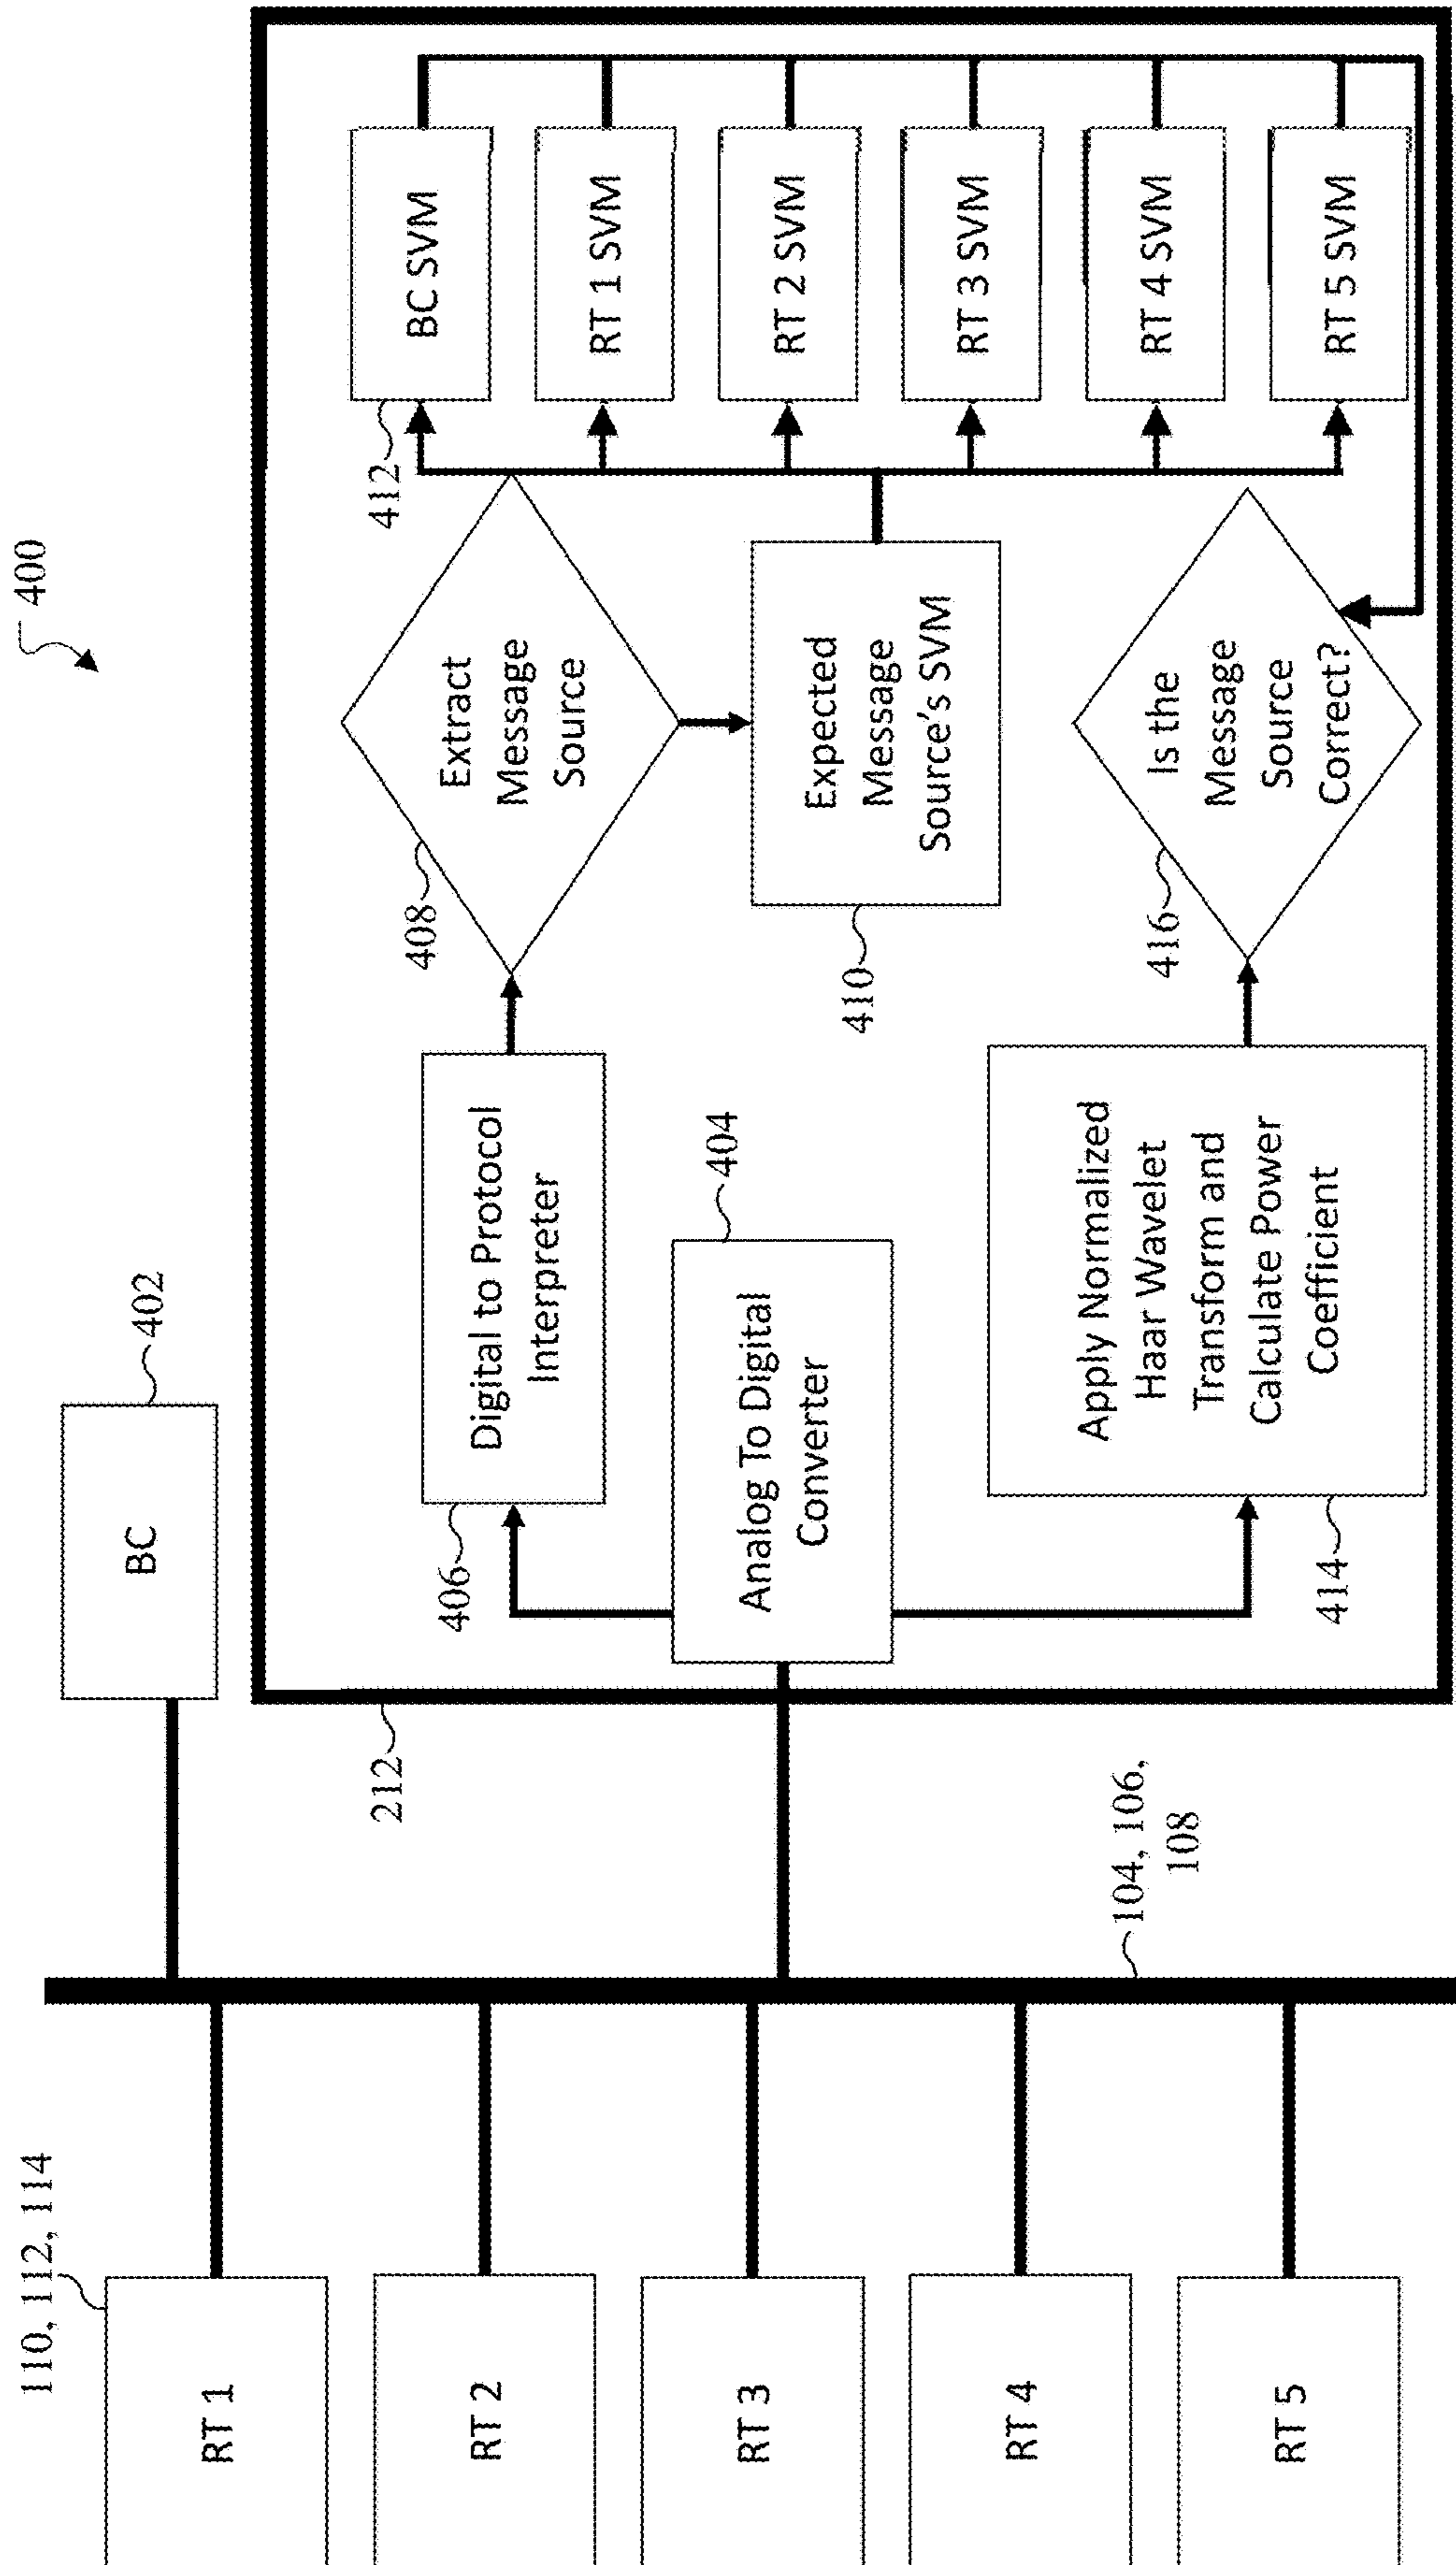 400
110, 112, 114
RT 1
RT 2
RT 3
RT 4
RT 5
104, 106,
108
BC
402
212
406
Digital to Protocol
Interpreter
Analog To Digital
Converter
404
414
Apply Normalized
Haar Wavelet
Transform and
Calculate Power
Coefficient
408
Extract
Message
Source
410
Expected
Message
Source's SVM
416
Is the
Message
Source
Correct?
412
BC SVM
RT 1 SVM
RT 2 SVM
RT 3 SVM
RT 4 SVM
RT 5 SVM